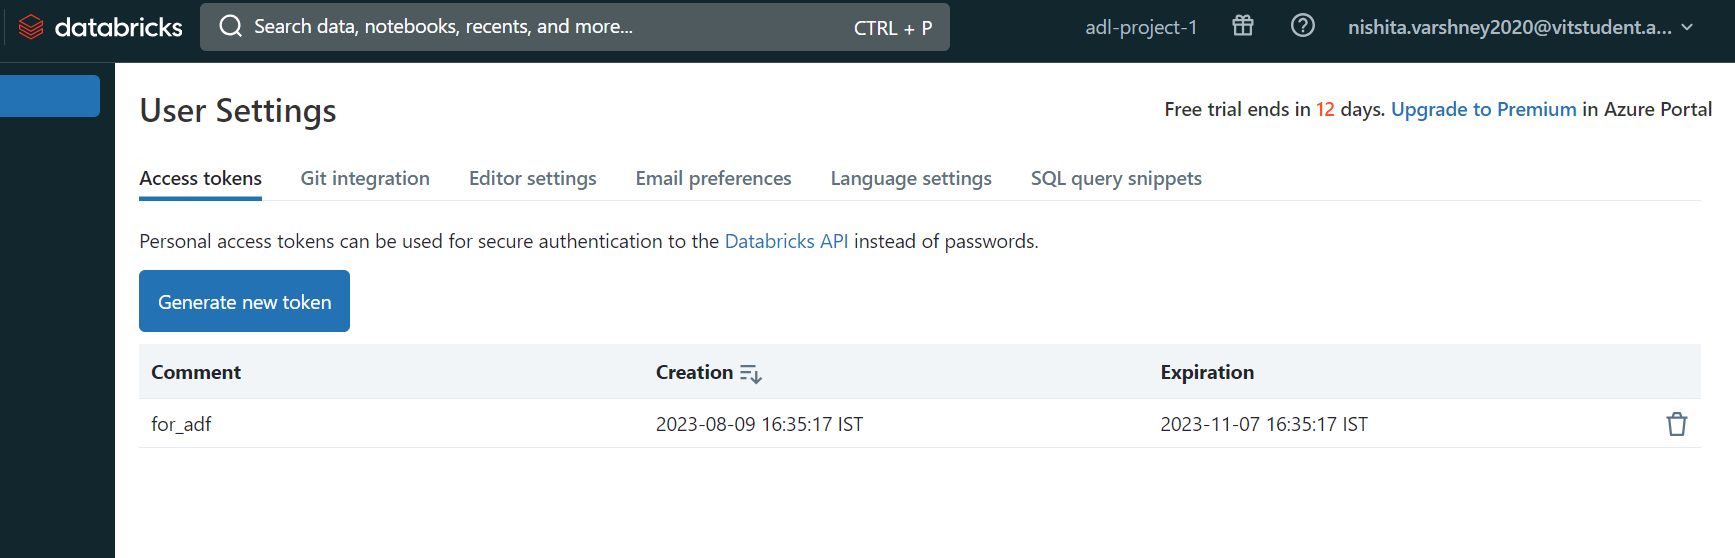 databricks Search data, notebooks, recents, and more... CTRL + P adl-project-1 nishita.varshney2020@vitstudent.a...
User Settings Free trial ends in 12 days. Upgrade to Premium in Azure Portal
Access tokens Git integration Editor settings Email preferences Language settings SQL query snippets
Personal access tokens can be used for secure authentication to the Databricks API instead of passwords.
Generate new token
Comment Creation Expiration
for_adf 2023-08-09 16:35:17 IST 2023-11-07 16:35:17 IST